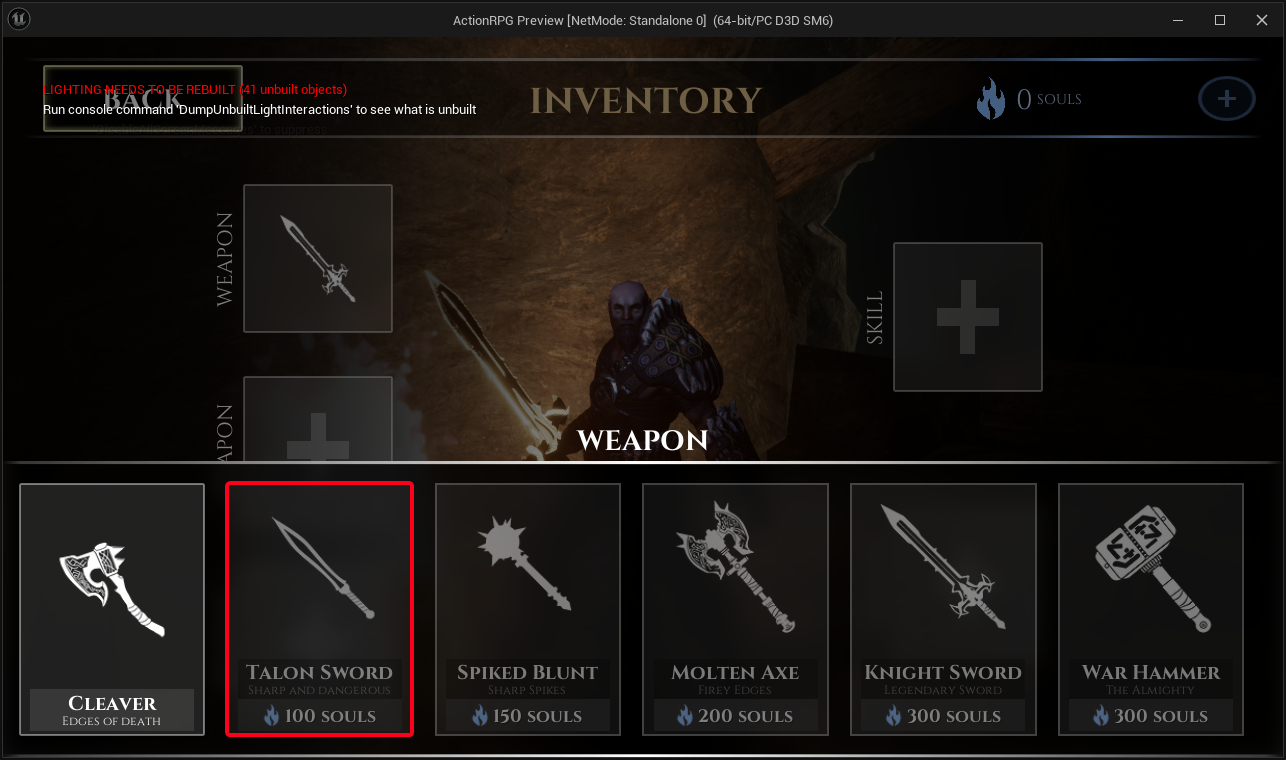 ActionRPG Preview [NetMode: Standalone 0] (64-bit/PC D3D SM6)
LIGHTING NEEDS TO BE REBUILT (41 unbuilt objects)
BACK
Run console command 'DumpUnbuiltLightInteractions' to see what is unbuilt
INVENTORY
0 SOULS
WEAPON
SKILL
WEAPON
CLEAVER
EDGES OF DEATH
TALON SWORD
SHARP AND DANGEROUS
100 SOULS
SPIKED BLUNT
SHARP SPIKES
150 SOULS
MOLTEN AXE
FIREY EDGES
200 SOULS
KNIGHT SWORD
LEGENDARY SWORD
300 SOULS
WAR HAMMER
THE ALMIGHTY
300 SOULS